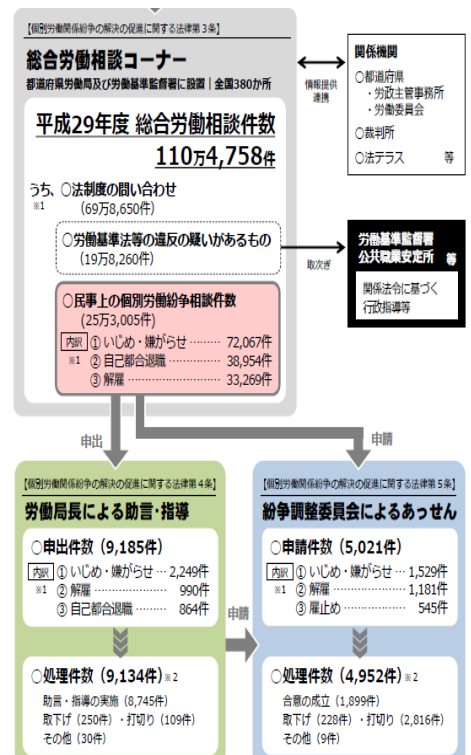 【個別労働関係紛争の解決の促進に関する法律第3条】
総合労働相談コーナー
都道府県労働局及び労働基準監督署に設置｜全国380か所
平成29年度 総合労働相談件数
110万4,758件
うち、○法制度の問い合わせ
※1
（69万8,650件）
○労働基準法等の違反の疑いがあるもの
（19万8,260件）
○民事上の個別労働紛争相談件数
（25万3,005件）
内訳 ① いじめ・嫌がらせ ……… 72,067件
※1 ② 自己都合退職 …………… 38,954件
③ 解雇 ……………………… 33,269件
情報提供
連携
関係機関
○都道府県
・労政主管事務所
・労働委員会
○裁判所
○法テラス 等
取次ぎ
労働基準監督署
公共職業安定所 等
関係法令に基づく
行政指導等
申出
申請
【個別労働関係紛争の解決の促進に関する法律第4条】
労働局長による助言・指導
○申出件数（9,185件）
内訳 ① いじめ・嫌がらせ … 2,249件
※1 ② 解雇 …………………… 990件
③ 自己都合退職 ……… 864件
○処理件数（9,134件）※2
助言・指導の実施（8,745件）
取下げ（250件）・打切り（109件）
その他（30件）
申請
【個別労働関係紛争の解決の促進に関する法律第5条】
紛争調整委員会によるあっせん
○申請件数（5,021件）
内訳 ① いじめ・嫌がらせ … 1,529件
※1 ② 解雇 …………………… 1,181件
③ 雇止め ……………… 545件
○処理件数（4,952件）※2
合意の成立（1,899件）
取下げ（228件）・打切り（2,816件）
その他（9件）